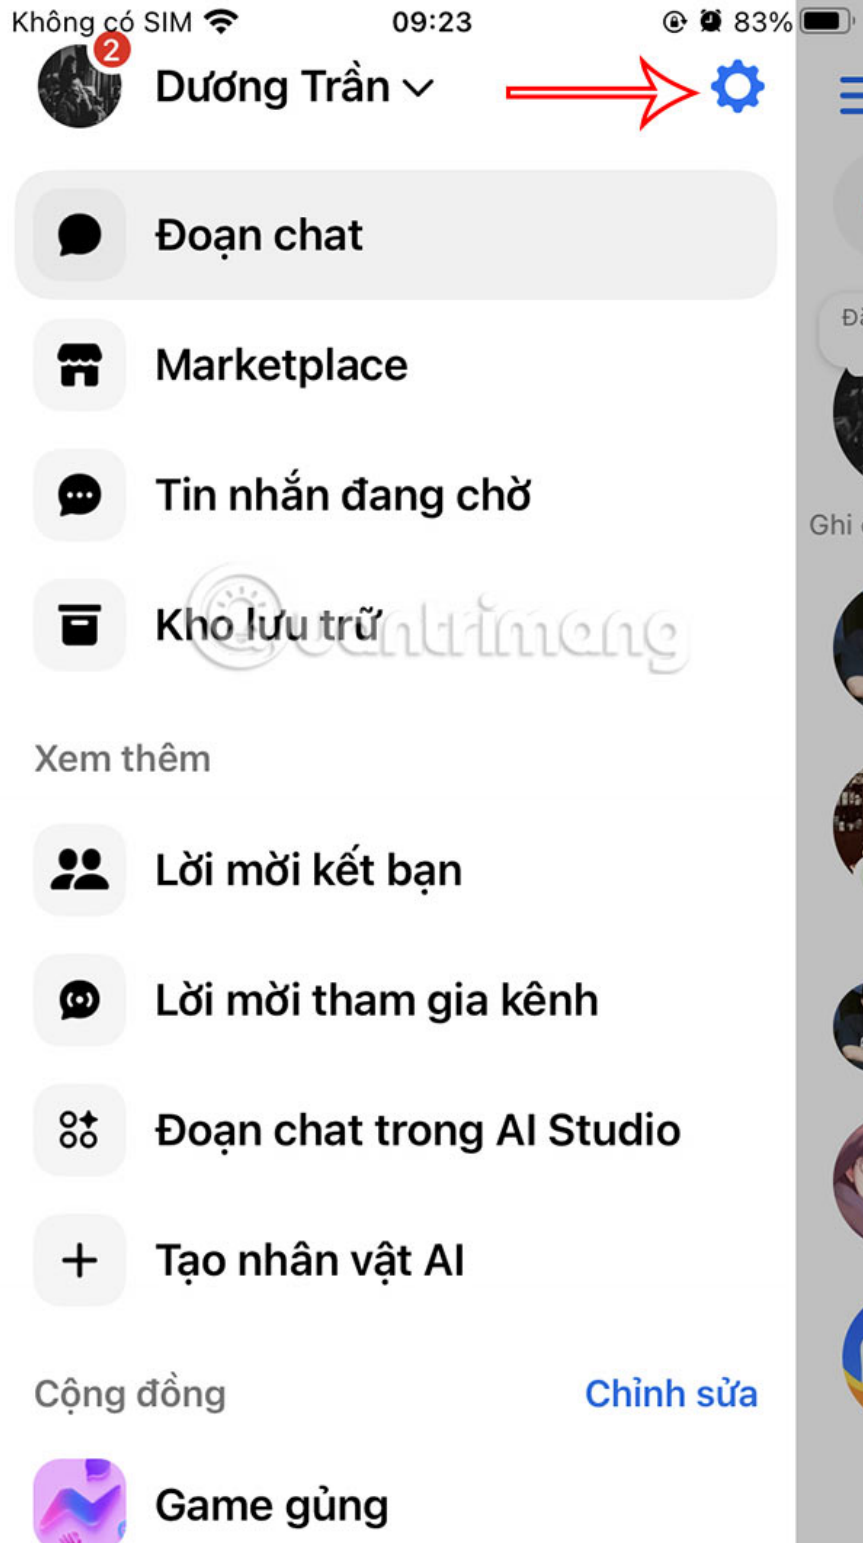 Không có SIM 09:23 83%
2
Dương Trần
Đoạn chat
Marketplace
Tin nhắn đang chờ
Kho lưu trữ
Quantrimang
Xem thêm
Lời mời kết bạn
Lời mời tham gia kênh
Đoạn chat trong AI Studio
Tạo nhân vật AI
Cộng đồng Chỉnh sửa
Game gủng
Ghi